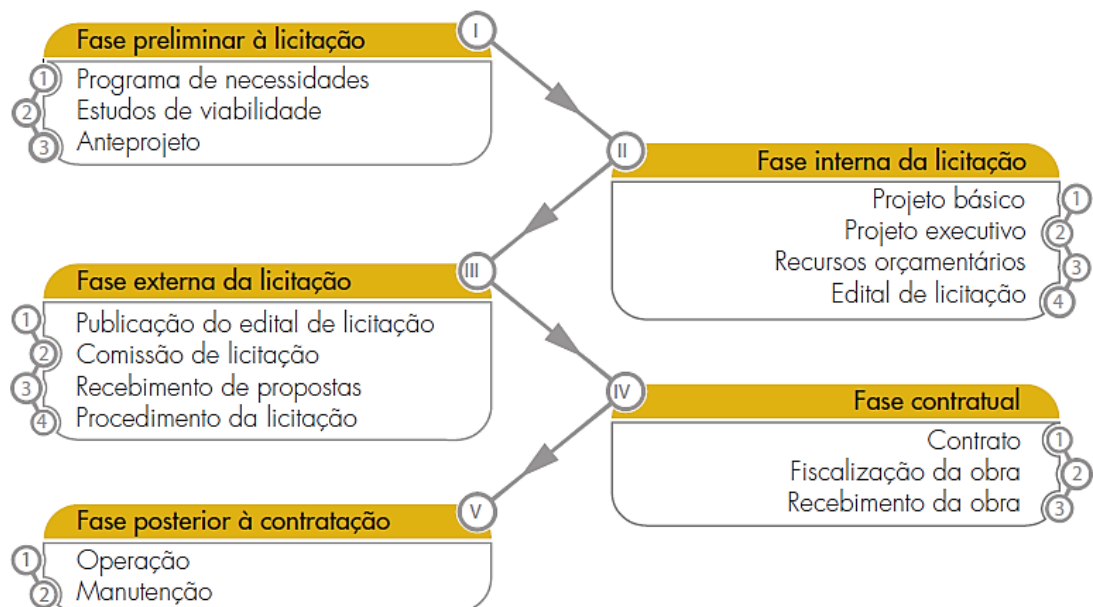 Fase preliminar à licitação
I
1 Programa de necessidades
2 Estudos de viabilidade
3 Anteprojeto
II
Fase interna da licitação
Projeto básico 1
Projeto executivo 2
Recursos orçamentários 3
Edital de licitação 4
Fase externa da licitação
III
1 Publicação do edital de licitação
2 Comissão de licitação
3 Recebimento de propostas
4 Procedimento da licitação
IV
Fase contratual
Contrato 1
Fiscalização da obra 2
Recebimento da obra 3
Fase posterior à contratação
V
1 Operação
2 Manutenção